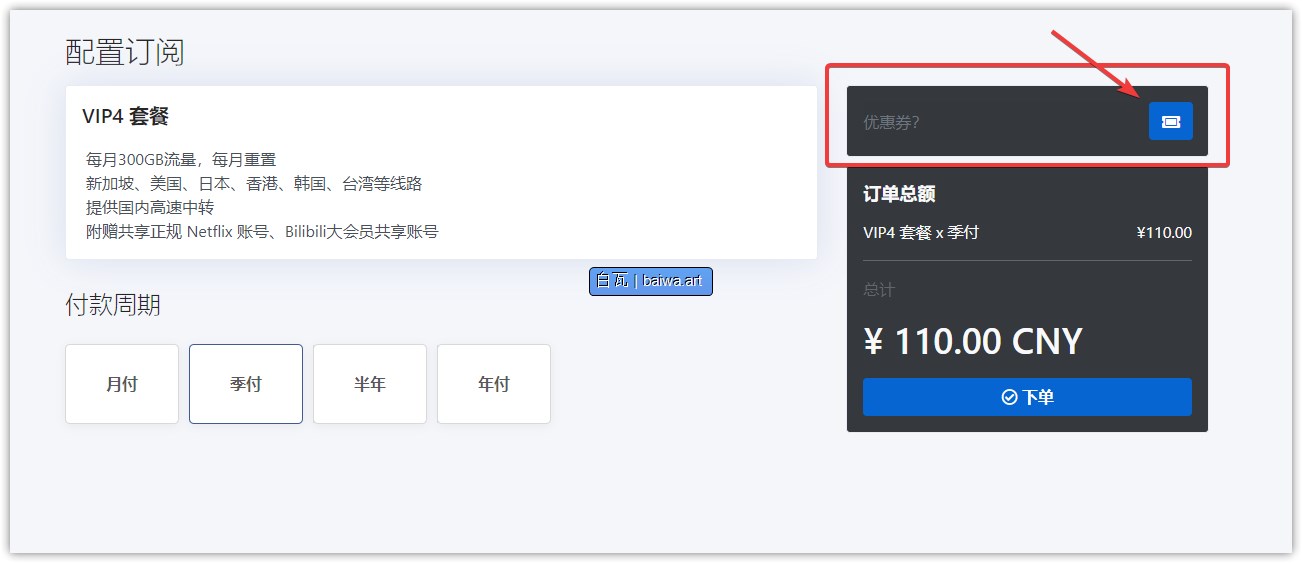 配置订阅
VIP4 套餐
每月300GB流量，每月重置
新加坡、美国、日本、香港、韩国、台湾等线路
提供国内高速中转
附赠共享正规 Netflix 账号、Bilibili大会员共享账号
白瓦 | baiwa.art
付款周期
月付
季付
半年
年付
优惠券?
订单总额
VIP4 套餐 x 季付 ¥110.00
总计
¥ 110.00 CNY
下单